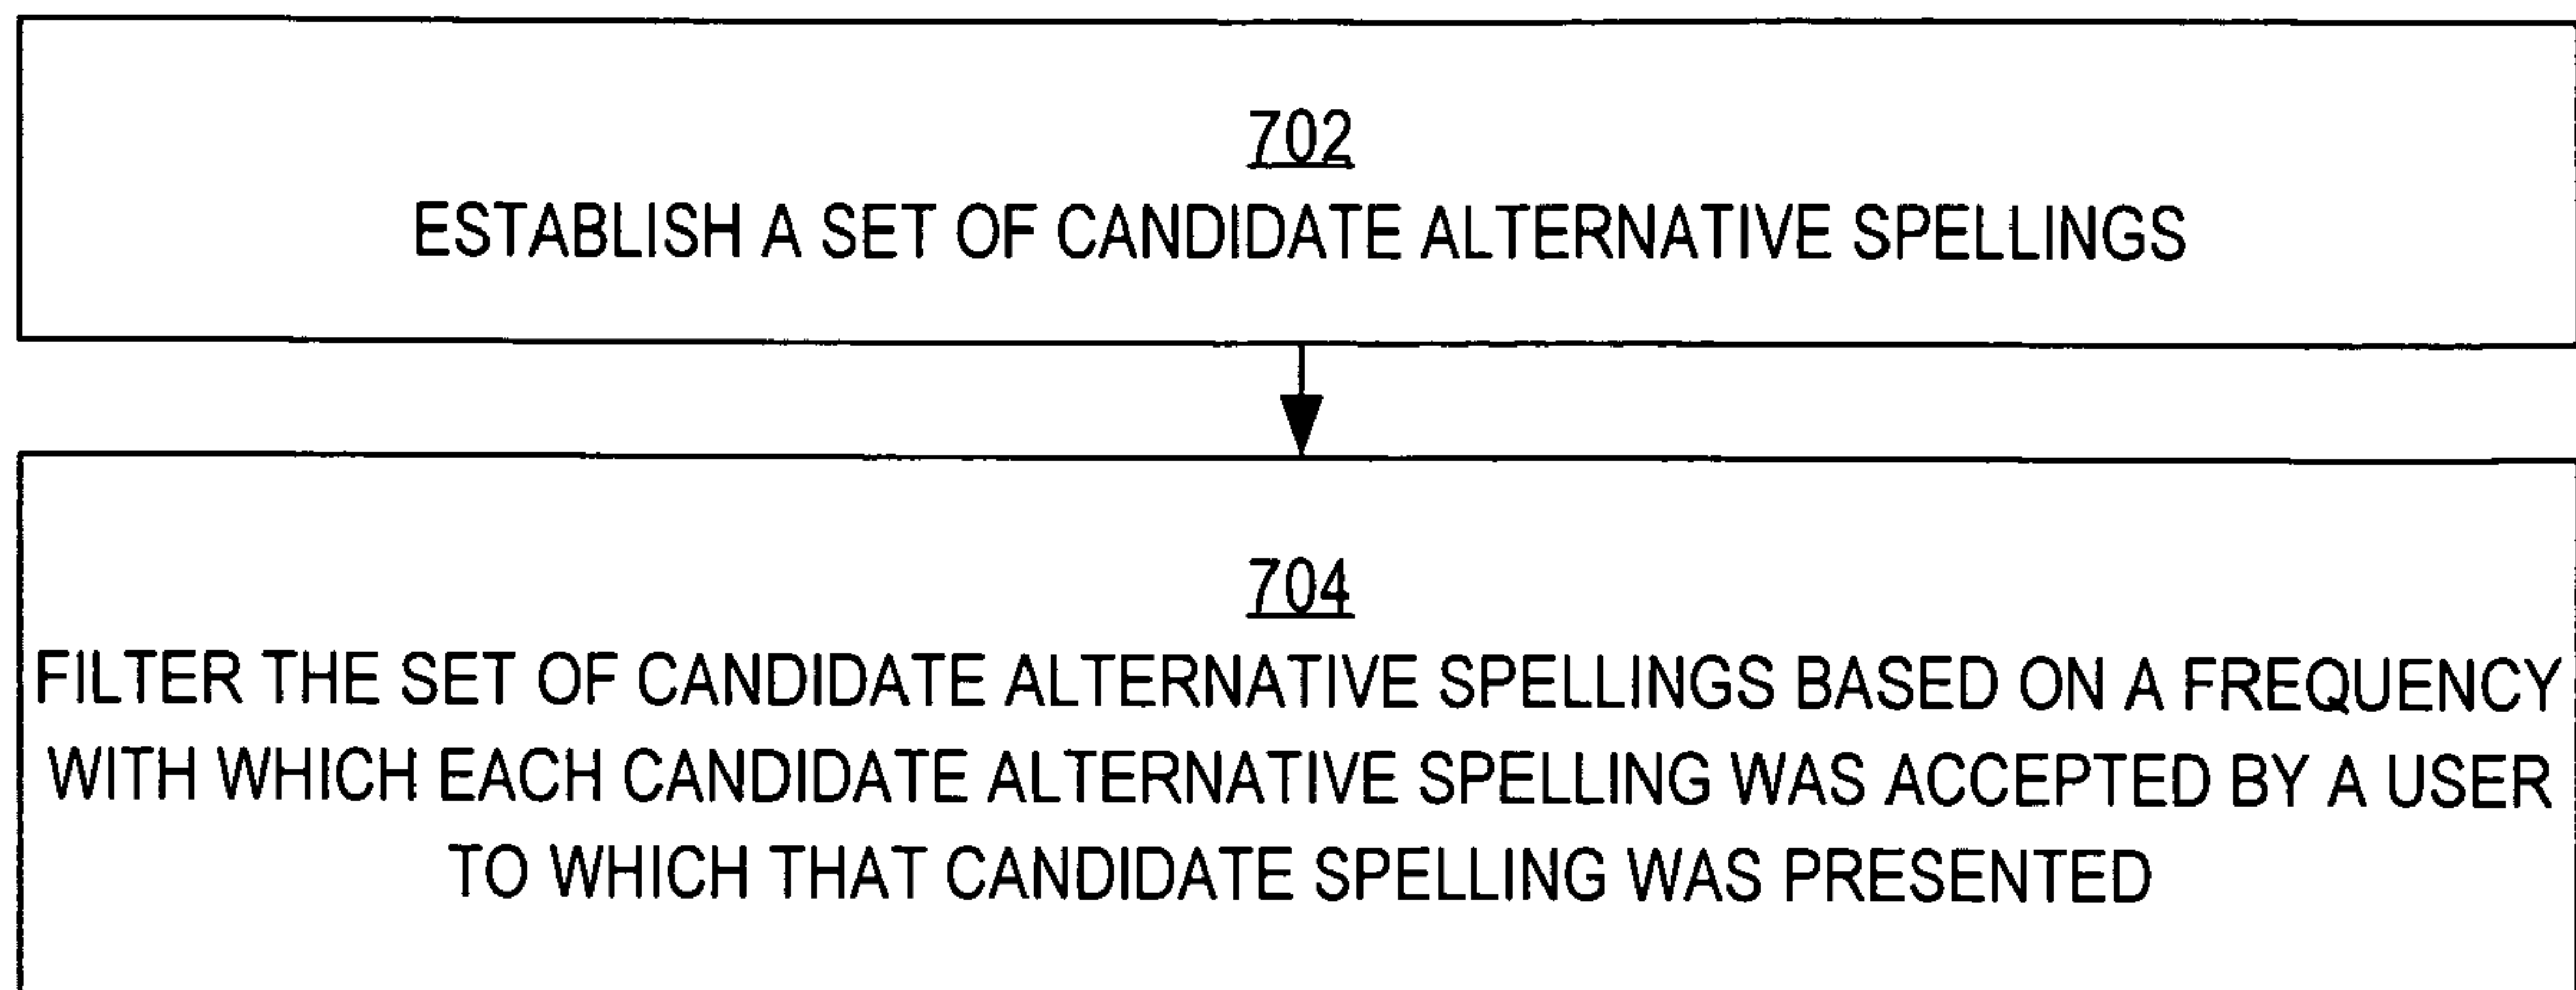 702
ESTABLISH A SET OF CANDIDATE ALTERNATIVE SPELLINGS
704
FILTER THE SET OF CANDIDATE ALTERNATIVE SPELLINGS BASED ON A FREQUENCY
WITH WHICH EACH CANDIDATE ALTERNATIVE SPELLING WAS ACCEPTED BY A USER
TO WHICH THAT CANDIDATE SPELLING WAS PRESENTED